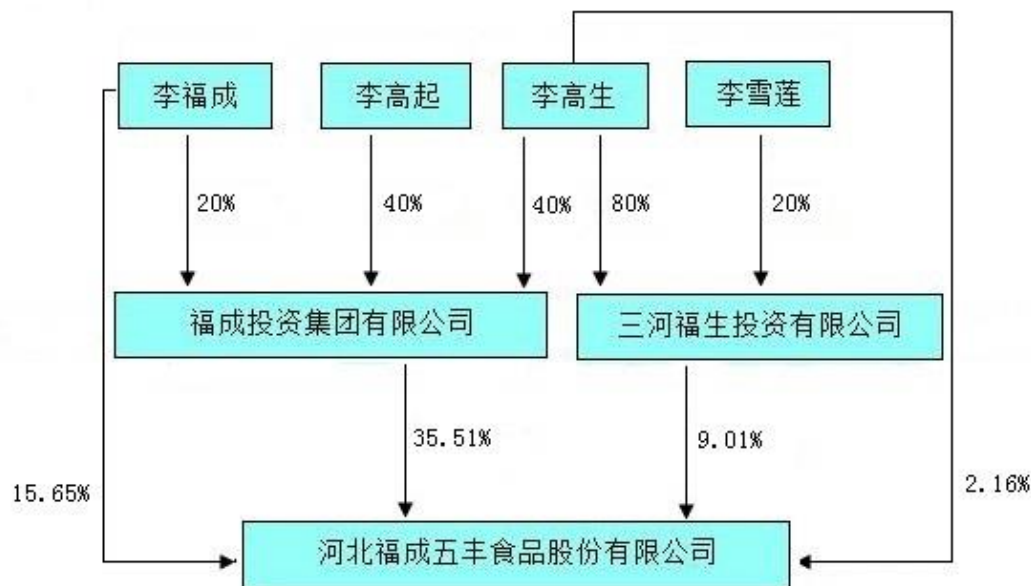 李福成
李高起
李高生
李雪莲
20%
40%
40%
80%
20%
福成投资集团有限公司
三河福生投资有限公司
35.51%
9.01%
15.65%
2.16%
河北福成五丰食品股份有限公司